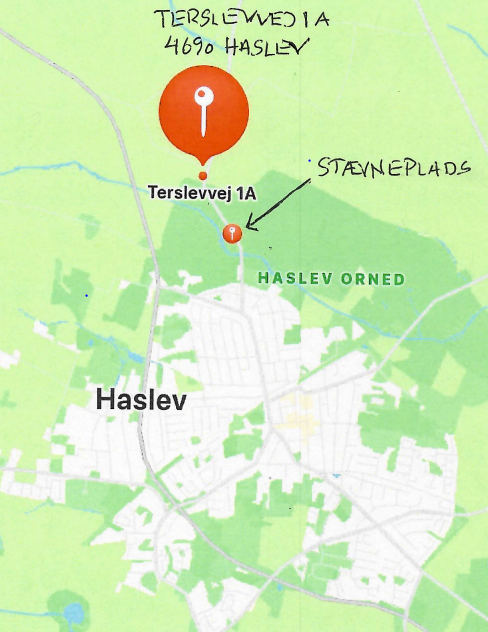 TERSLEVVEJ 1A
4690 HASLEV
STÆVNEPLADS
Terslevvej 1A
HASLEV ORNED
Haslev